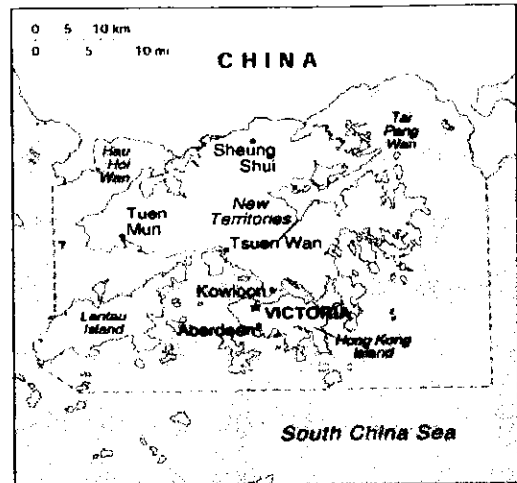 0 5 10 km
0 5 10 mi
CHINA
Tai
Pang
Wan
Hau
Hoi
Wan
Sheung
Shui
New
Territories
Tuen
Mun
Tsuen Wan
Kowloon
Lantau
Island
VICTORIA
Aberdeen
Hong Kong
Island
South China Sea